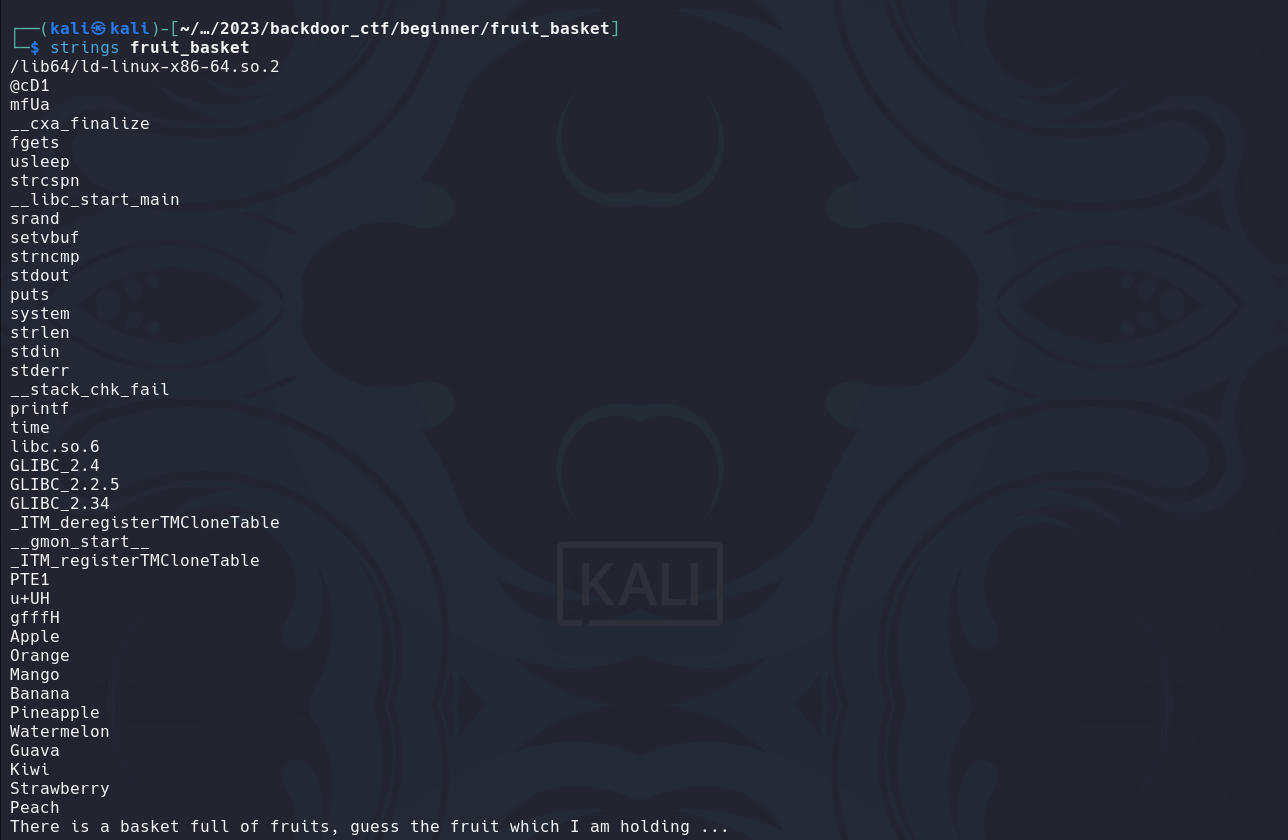 ┌──(kali㉿kali)-[~/…/2023/backdoor_ctf/beginner/fruit_basket]
└─$ strings fruit_basket
/lib64/ld-linux-x86-64.so.2
@cD1
mfUa
__cxa_finalize
fgets
usleep
strcspn
__libc_start_main
srand
setvbuf
strncmp
stdout
puts
system
strlen
stdin
stderr
__stack_chk_fail
printf
time
libc.so.6
GLIBC_2.4
GLIBC_2.2.5
GLIBC_2.34
_ITM_deregisterTMCloneTable
__gmon_start__
_ITM_registerTMCloneTable
PTE1
u+UH
gfffH
Apple
Orange
Mango
Banana
Pineapple
Watermelon
Guava
Kiwi
Strawberry
Peach
There is a basket full of fruits, guess the fruit which I am holding ...
KALI